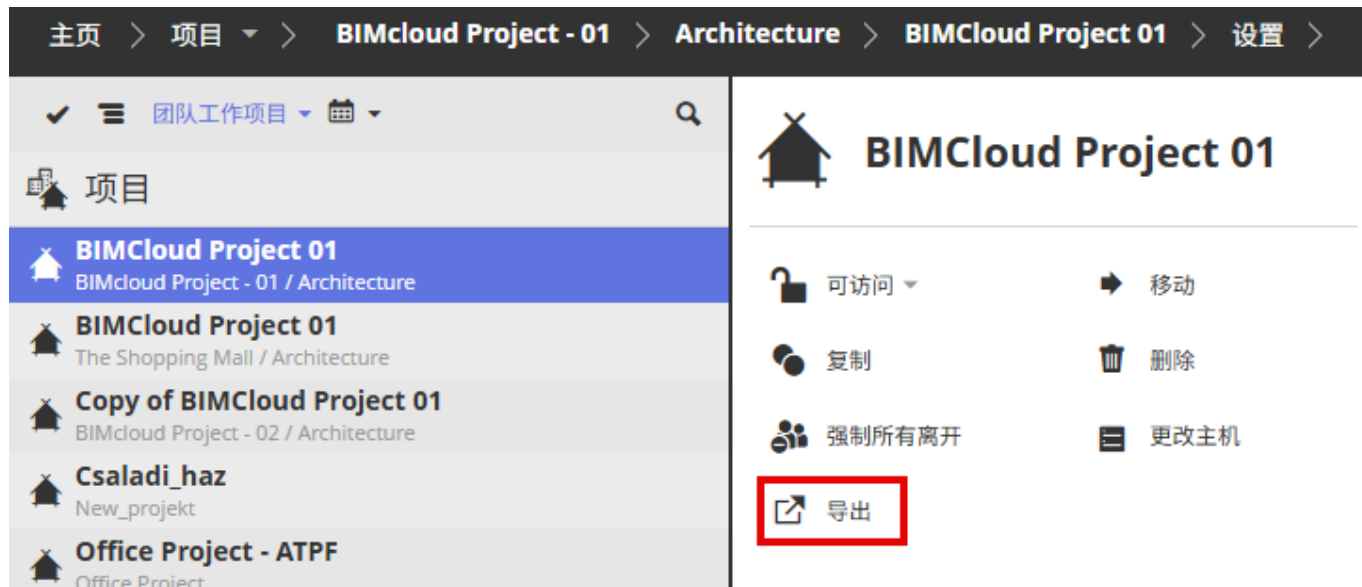 主页 > 项目 > BIMcloud Project - 01 > Architecture > BIMCloud Project 01 > 设置 >
团队工作项目
项目
BIMCloud Project 01
BIMcloud Project - 01 / Architecture
BIMCloud Project 01
The Shopping Mall / Architecture
Copy of BIMCloud Project 01
BIMcloud Project - 02 / Architecture
Csaladi_haz
New_projekt
Office Project - ATPF
Office Project
BIMCloud Project 01
可访问 移动
复制 删除
强制所有离开 更改主机
导出